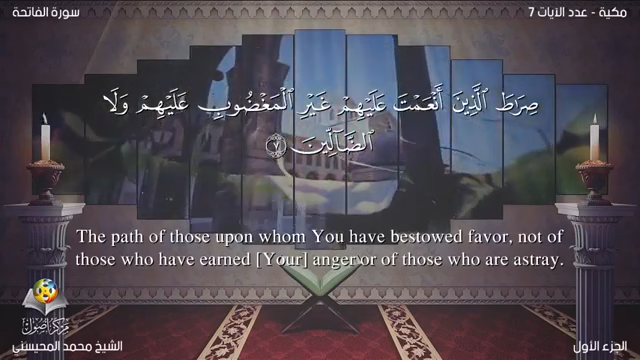 سورة الفاتحة
مكية - عدد الآيات 7
صِرَٰطَ ٱلَّذِينَ أَنْعَمْتَ عَلَيْهِمْ غَيْرِ ٱلْمَغْضُوبِ عَلَيْهِمْ وَلَا
ٱلضَّآلِّينَ ٧
The path of those upon whom You have bestowed favor, not of
those who have earned [Your] anger or of those who are astray.
مركز أصول
الشيخ محمد المحيسني
الجزء الأول